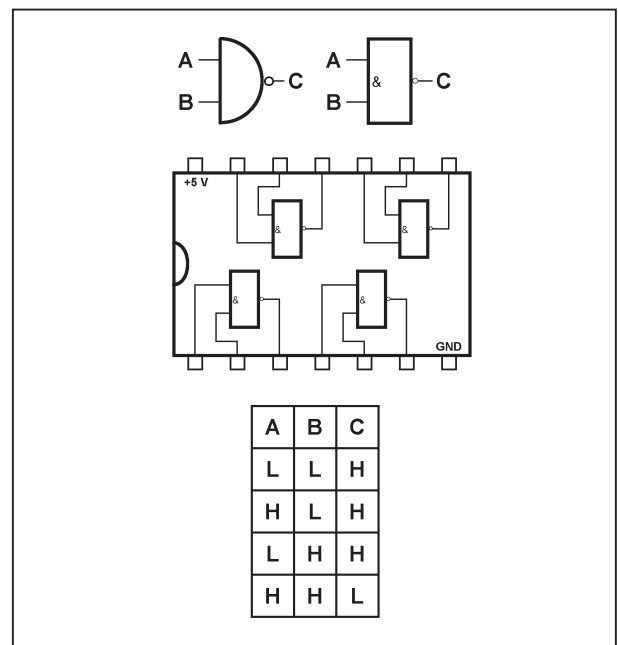 A A
B & B
C C
+5 V
& &
& &
GND
A B C
L L H
H L H
L H H
H H L